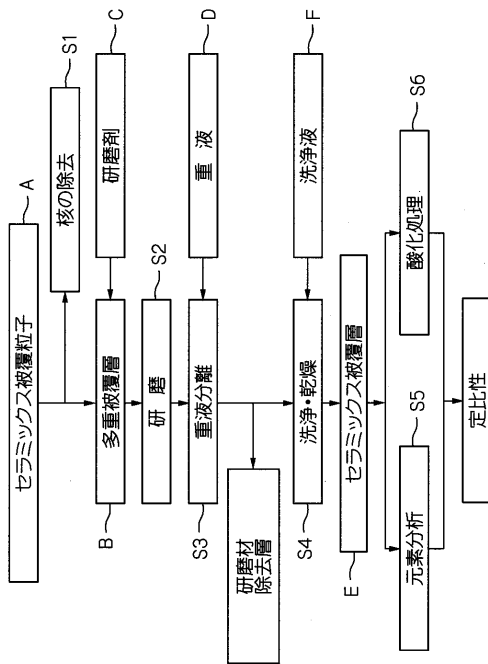 セラミックス被覆粒子
A
核の除去
S1
多重被覆層
B
研磨剤
C
研 磨
S2
重液分離
S3
重 液
D
研磨材
除去層
洗浄・乾燥
S4
洗浄液
F
セラミックス被覆層
E
元素分析
S5
酸化処理
S6
定比性